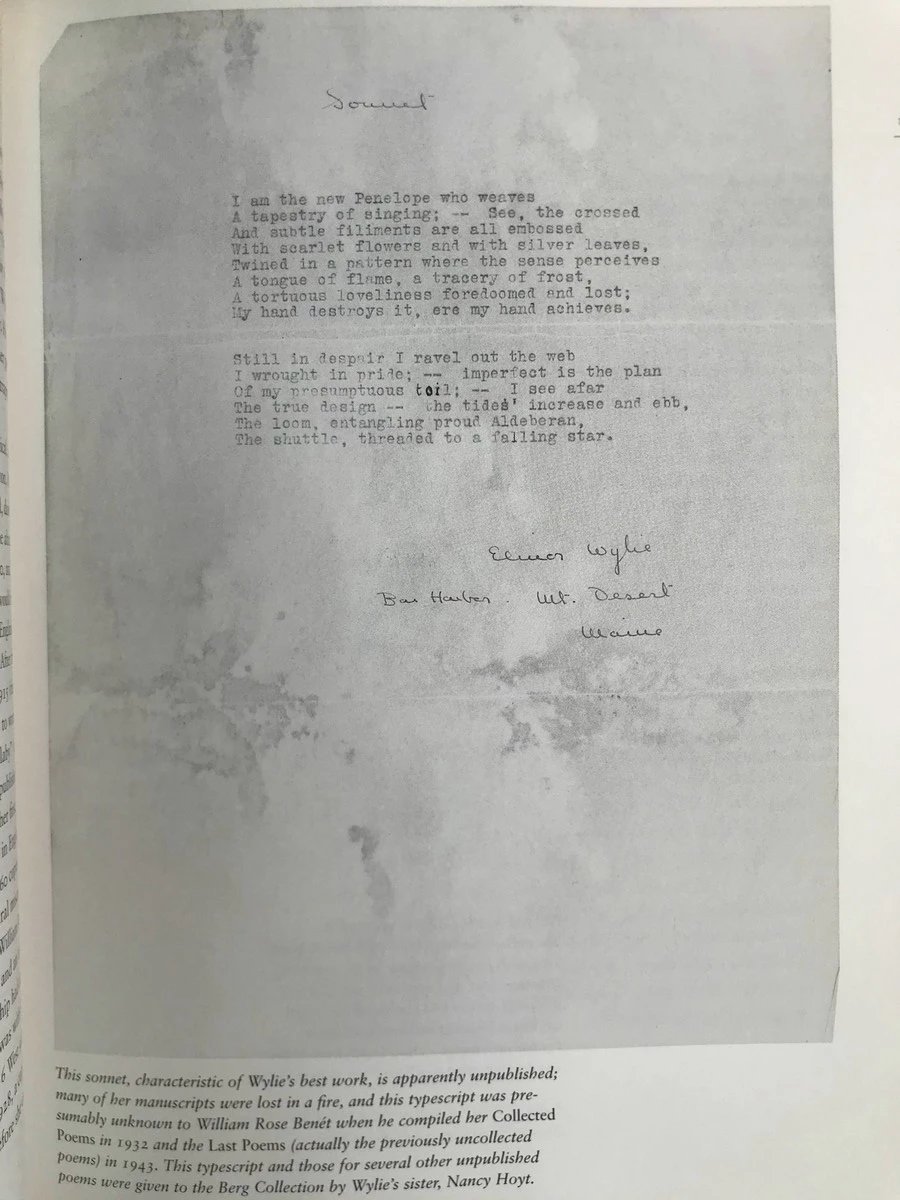 Sonnet
I am the new Penelope who weaves
A tapestry of singing; -- See, the crossed
And subtle filiments are all embossed
With scarlet flowers and with silver leaves,
Twined in a pattern where the sense perceives
A tongue of flame, a tracery of frost,
A tortuous loveliness foredoomed and lost;
My hand destroys it, ere my hand achieves.
Still in despair I ravel out the web
I wrought in pride; -- imperfect is the plan
Of my presumptuous toil; -- I see afar
The true design -- the tides' increase and ebb,
The loom, entangling proud Aldeberan,
The shuttle, threaded to a falling star.
Elinor Wylie
Bar Harbor. Mt. Desert
Maine
This sonnet, characteristic of Wylie's best work, is apparently unpublished;
many of her manuscripts were lost in a fire, and this typescript was pre-
sumably unknown to William Rose Benét when he compiled her Collected
Poems in 1932 and the Last Poems (actually the previously uncollected
poems) in 1943. This typescript and those for several other unpublished
poems were given to the Berg Collection by Wylie's sister, Nancy Hoyt.